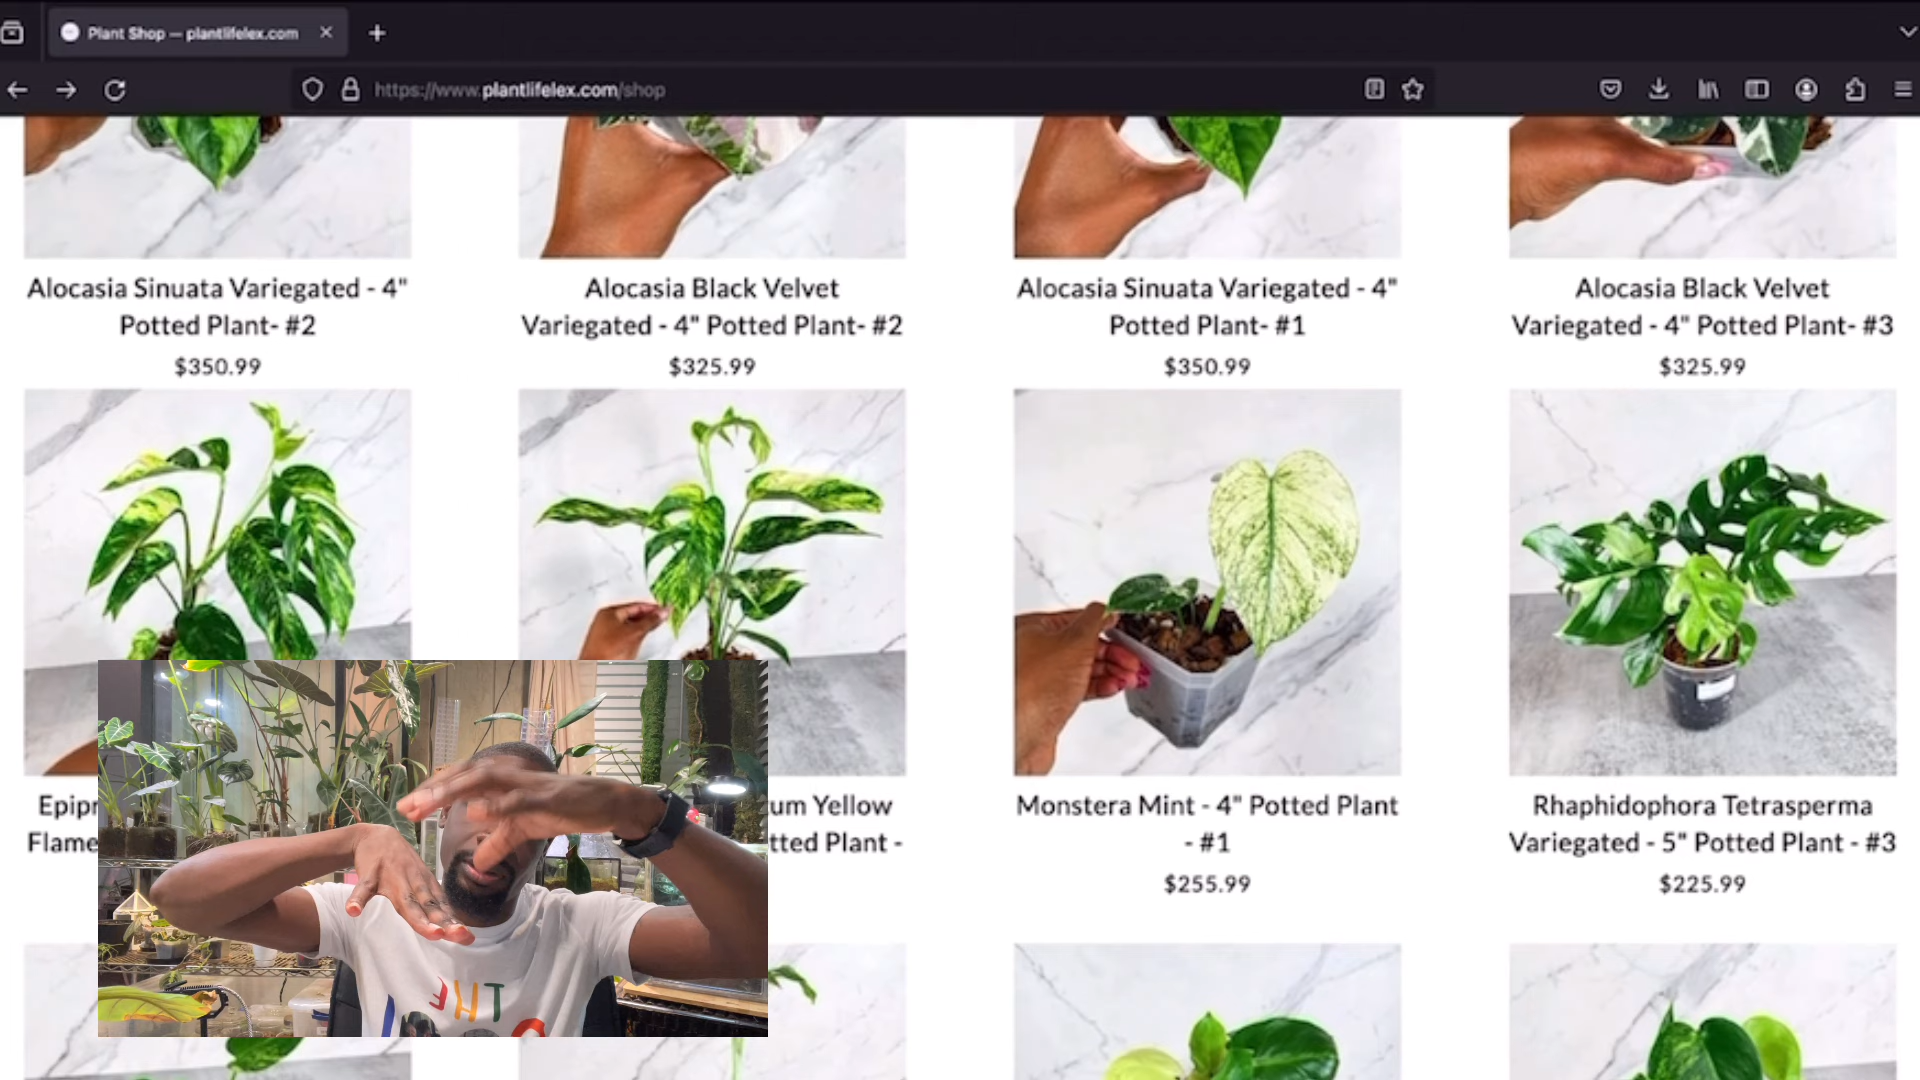 Plant Shop — plantlifelex.com
https://www.plantlifelex.com/shop
Alocasia Sinuata Variegated - 4"
Potted Plant- #2
$350.99
Alocasia Black Velvet
Variegated - 4" Potted Plant- #2
$325.99
Alocasia Sinuata Variegated - 4"
Potted Plant- #1
$350.99
Alocasia Black Velvet
Variegated - 4" Potted Plant- #3
$325.99
Epipr
Flame
um Yellow
tted Plant -
Monstera Mint - 4" Potted Plant
- #1
$255.99
Rhaphidophora Tetrasperma
Variegated - 5" Potted Plant - #3
$225.99
THE